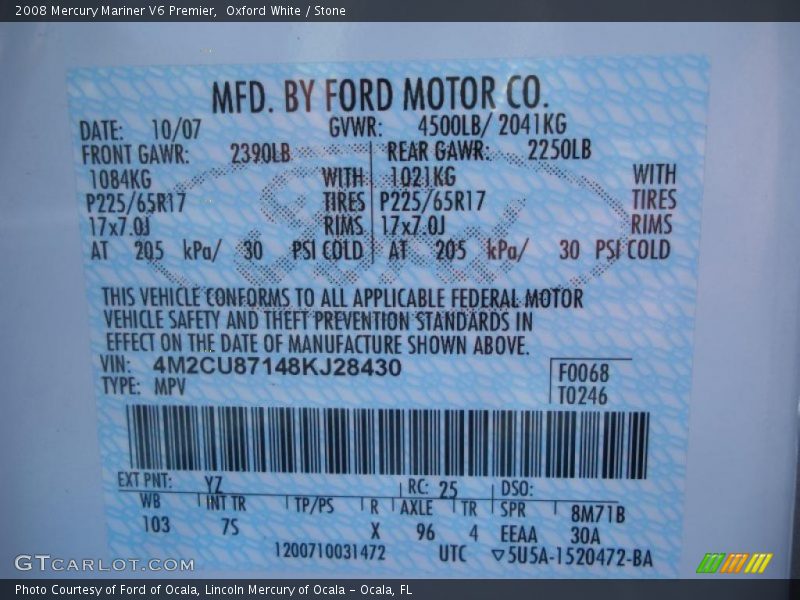 2008 Mercury Mariner V6 Premier,  Oxford White / Stone
MFD. BY FORD MOTOR CO.
DATE: 10/07 GVWR: 4500LB/ 2041KG
FRONT GAWR: 2390LB REAR GAWR: 2250LB
1084KG WITH 1021KG WITH
P225/65R17 TIRES P225/65R17 TIRES
17x7.0J RIMS 17x7.0J RIMS
AT 205 kPa/ 30 PSI COLD AT 205 kPa/ 30 PSI COLD
Ford
THIS VEHICLE CONFORMS TO ALL APPLICABLE FEDERAL MOTOR
VEHICLE SAFETY AND THEFT PREVENTION STANDARDS IN
EFFECT ON THE DATE OF MANUFACTURE SHOWN ABOVE.
VIN: 4M2CU87148KJ28430
TYPE: MPV
F0068
T0246
EXT PNT: YZ RC: 25 DSO:
WB INT TR TP/PS R AXLE TR SPR 8M71B
103 7S X 96 4 EEAA 30A
1200710031472 UTC ▽5U5A-1520472-BA
GTCARLOT.COM
Photo Courtesy of Ford of Ocala, Lincoln Mercury of Ocala - Ocala, FL